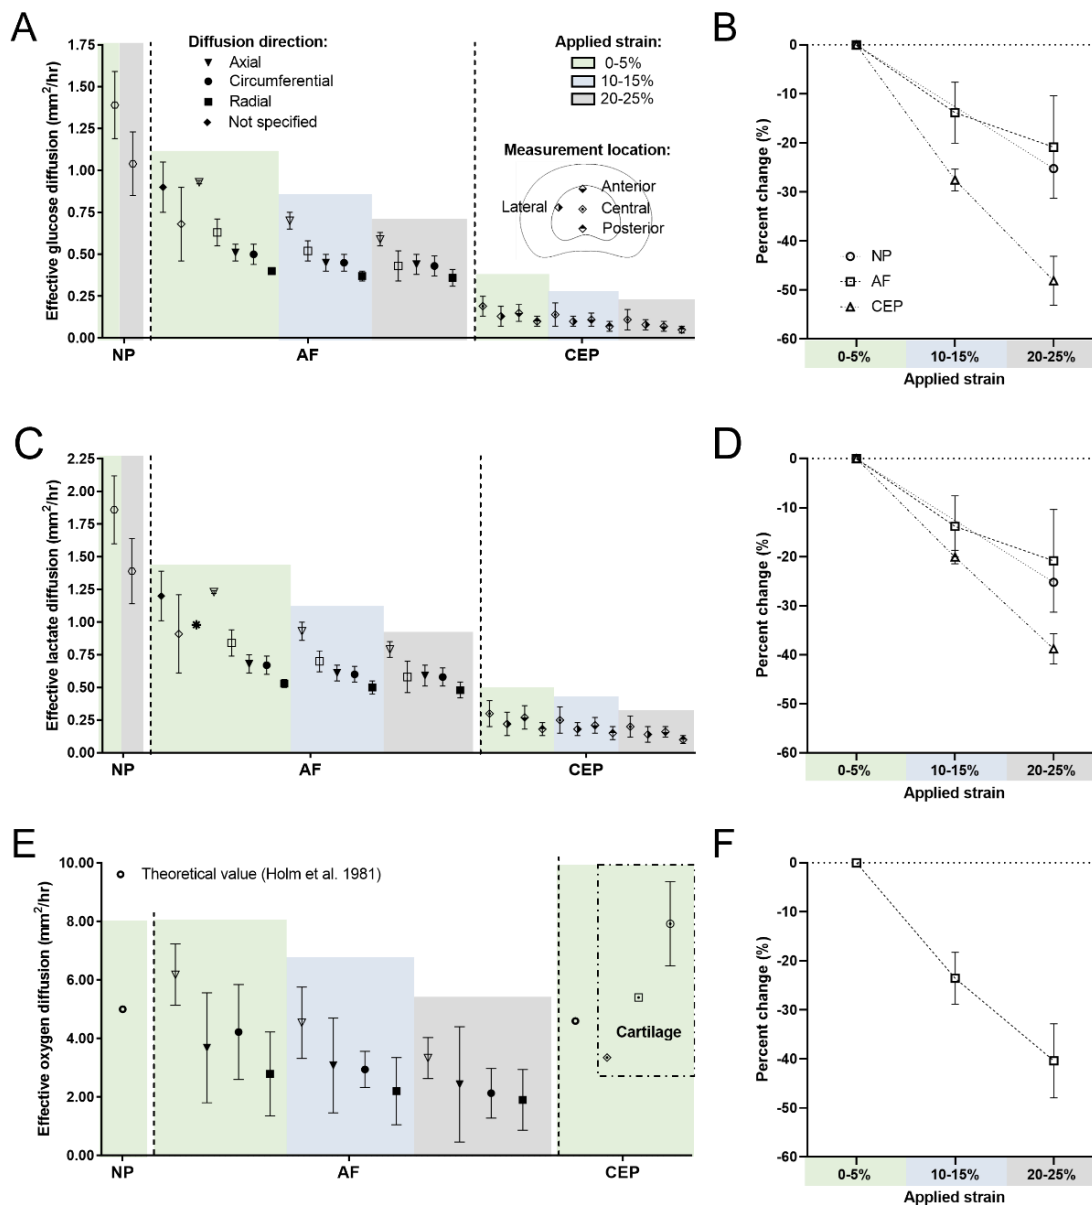 A
Effective glucose diffusion (mm²/hr)
1.75
1.50
1.25
1.00
0.75
0.50
0.25
0.00
Diffusion direction:
Axial
Circumferential
Radial
Not specified
Applied strain:
0-5%
10-15%
20-25%
Measurement location:
Anterior
Lateral
Central
Posterior
NP
AF
CEP
B
Percent change (%)
0
-10
-20
-30
-40
-50
-60
NP
AF
CEP
0-5%
10-15%
20-25%
Applied strain
C
Effective lactate diffusion (mm²/hr)
2.25
2.00
1.75
1.50
1.25
1.00
0.75
0.50
0.25
0.00
NP
AF
CEP
D
Percent change (%)
0
-10
-20
-30
-40
-50
-60
0-5%
10-15%
20-25%
Applied strain
E
Effective oxygen diffusion (mm²/hr)
10.00
8.00
6.00
4.00
2.00
0.00
Theoretical value (Holm et al. 1981)
Cartilage
NP
AF
CEP
F
Percent change (%)
0
-10
-20
-30
-40
-50
-60
0-5%
10-15%
20-25%
Applied strain